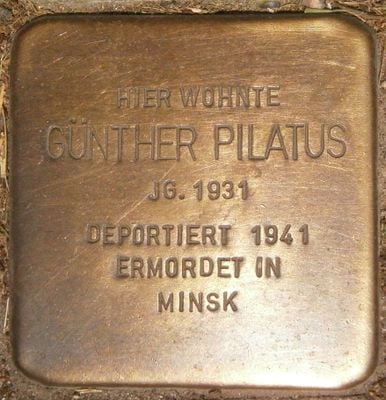 HIER WOHNTE
GÜNTHER PILATUS
JG. 1931
DEPORTIERT 1941
ERMORDET IN
MINSK